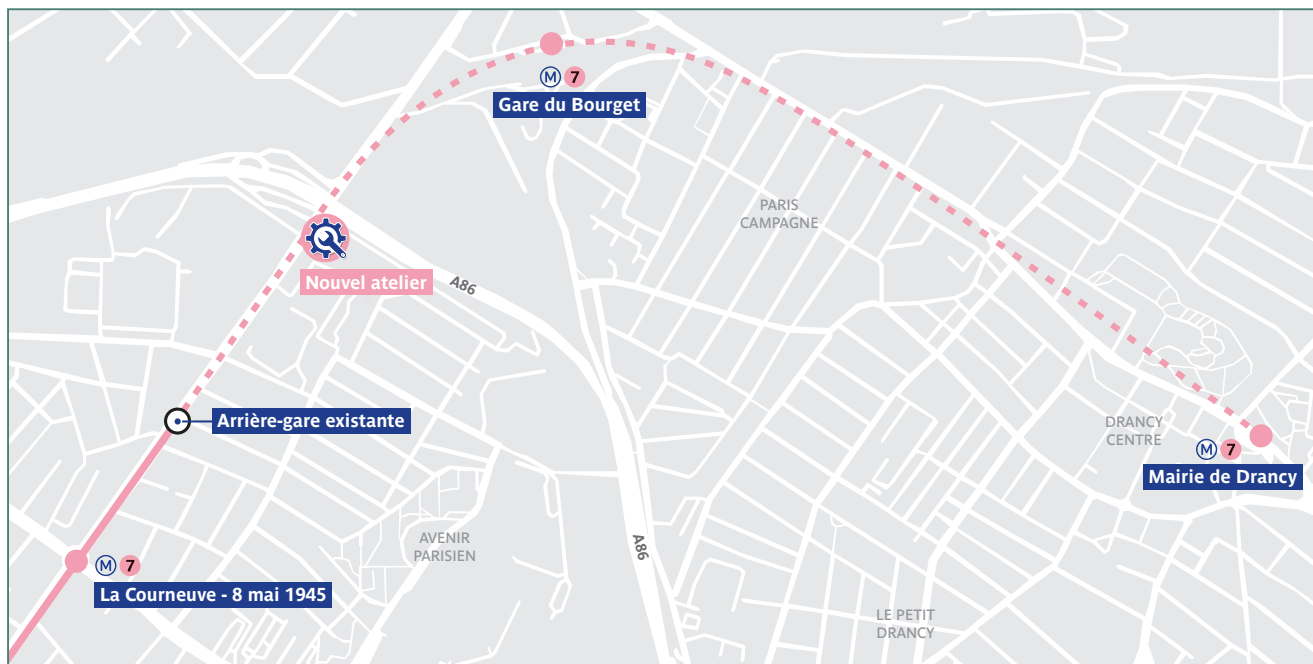 M 7
Gare du Bourget
PARIS
CAMPAGNE
Nouvel atelier
A86
Arrière-gare existante
DRANCY
CENTRE
M 7
Mairie de Drancy
AVENIR
PARISIEN
A86
M 7
La Courneuve - 8 mai 1945
LE PETIT
DRANCY